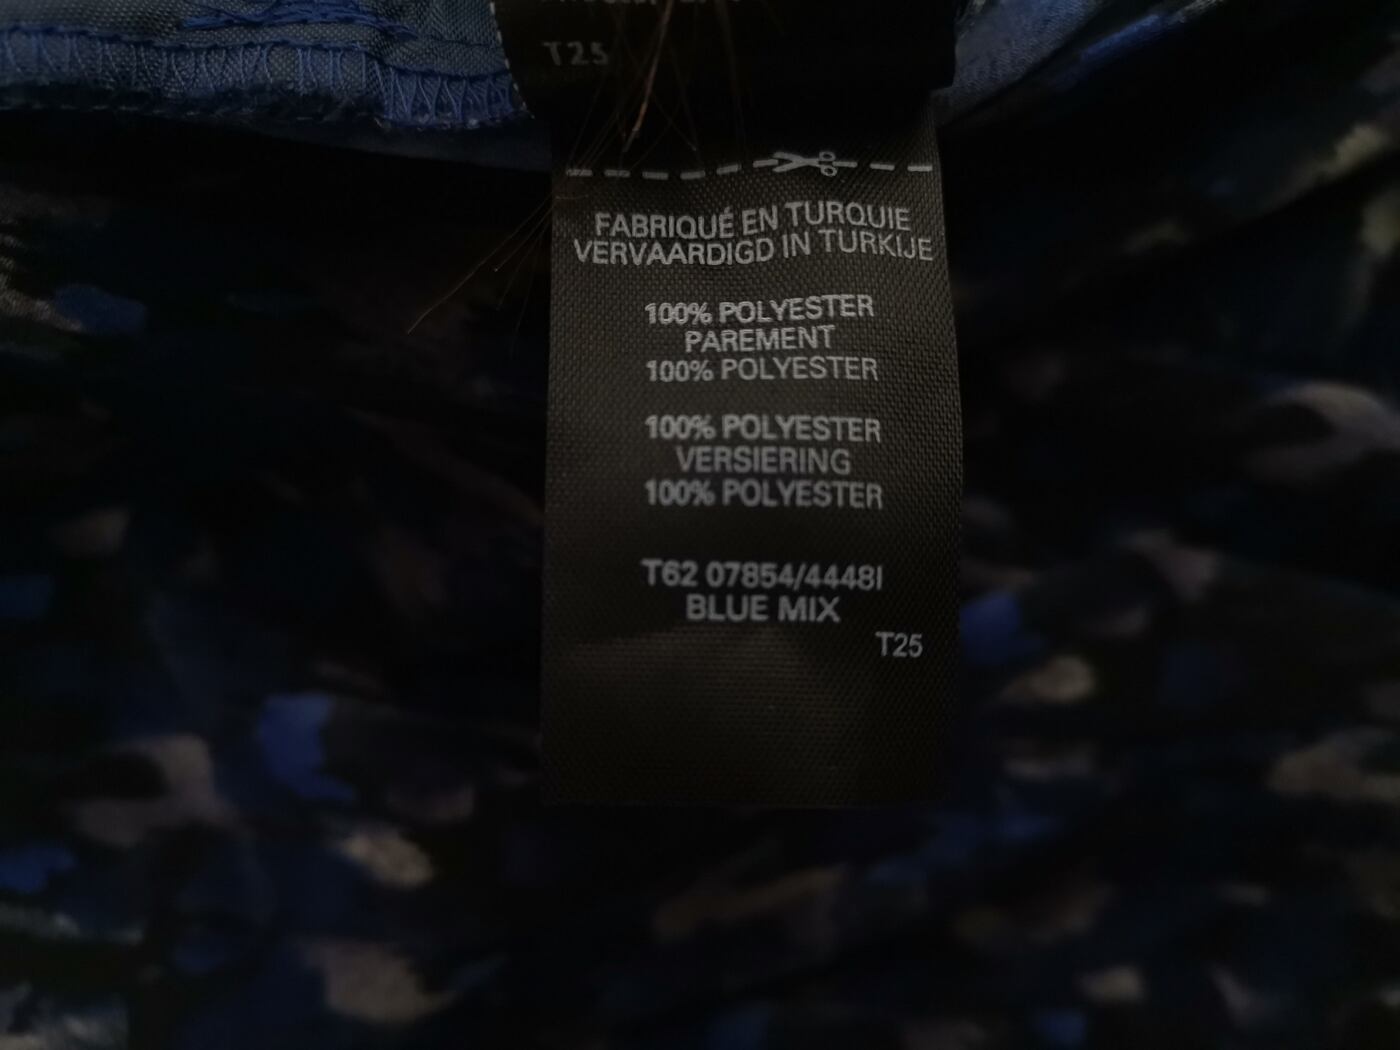 T25
FABRIQUÉ EN TURQUIE
VERVAARDIGD IN TURKIJE
100% POLYESTER
PAREMENT
100% POLYESTER
100% POLYESTER
VERSIERING
100% POLYESTER
T62 07854/4448I
BLUE MIX
T25